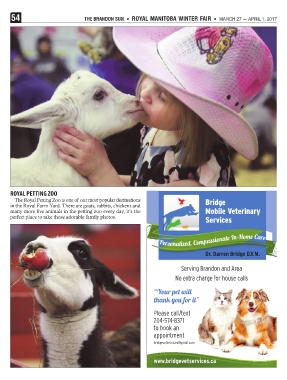 54
THE BRANDON SUN • ROYAL MANITOBA WINTER FAIR • MARCH 27 — APRIL 1, 2017
ROYAL PETTING ZOO
The Royal Petting Zoo is one of our most popular destinations
in the Royal Farm Yard. There are goats, rabbits, chickens and
many more live animals in the petting zoo every day, it's the
perfect place to take those adorable family photos.
Bridge
Mobile Veterinary
Services
Personalized, Compassionate In-Home Care
Dr. Darren Bridge D.V.M.
Serving Brandon and Area
No extra charge for house calls
"Your pet will
thank you for it"
Please call/text
204-574-8371
to book an
appointment
www.bridgevetservices.ca